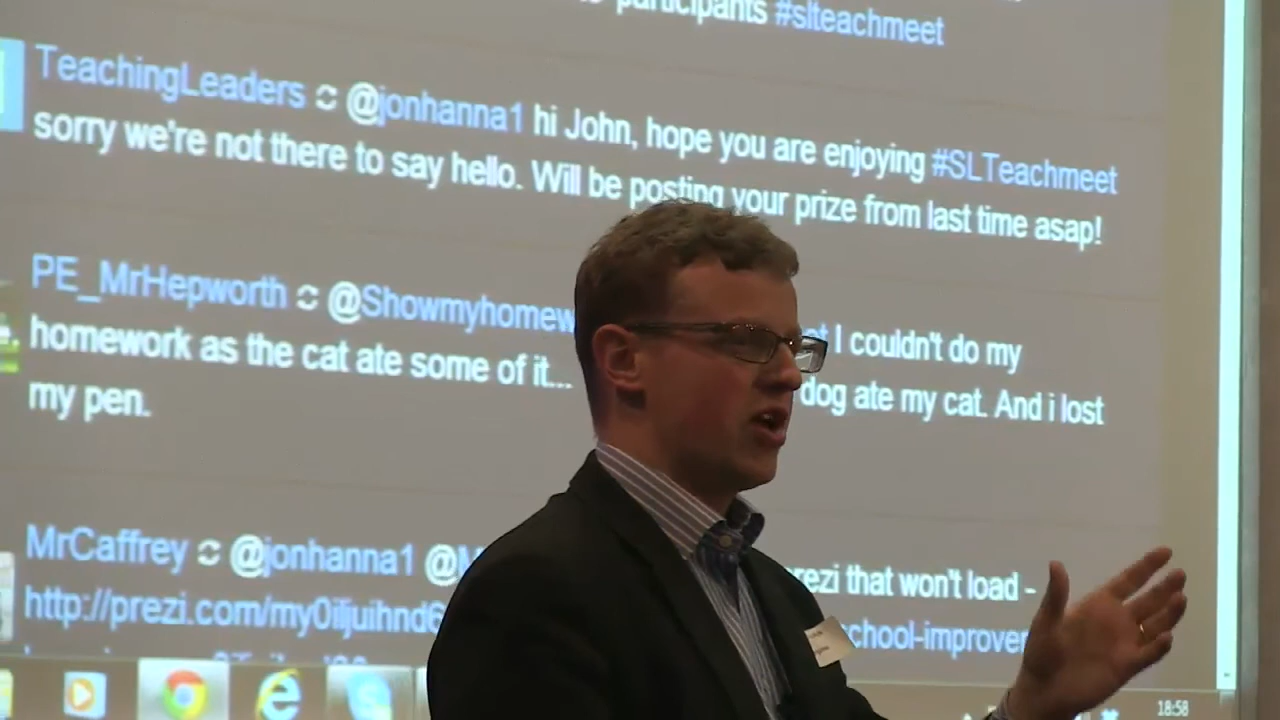 participants #slteachmeet
TeachingLeaders @jonhanna1 hi John, hope you are enjoying #SLTeachmeet
sorry we're not there to say hello. Will be posting your prize from last time asap!
PE_MrHepworth @Showmyhomew I couldn't do my
homework as the cat ate some of it... dog ate my cat. And i lost
my pen.
MrCaffrey @jonhanna1 @M prezi that won't load -
http://prezi.com/my0iljuihnd6 school-improvem
18:58